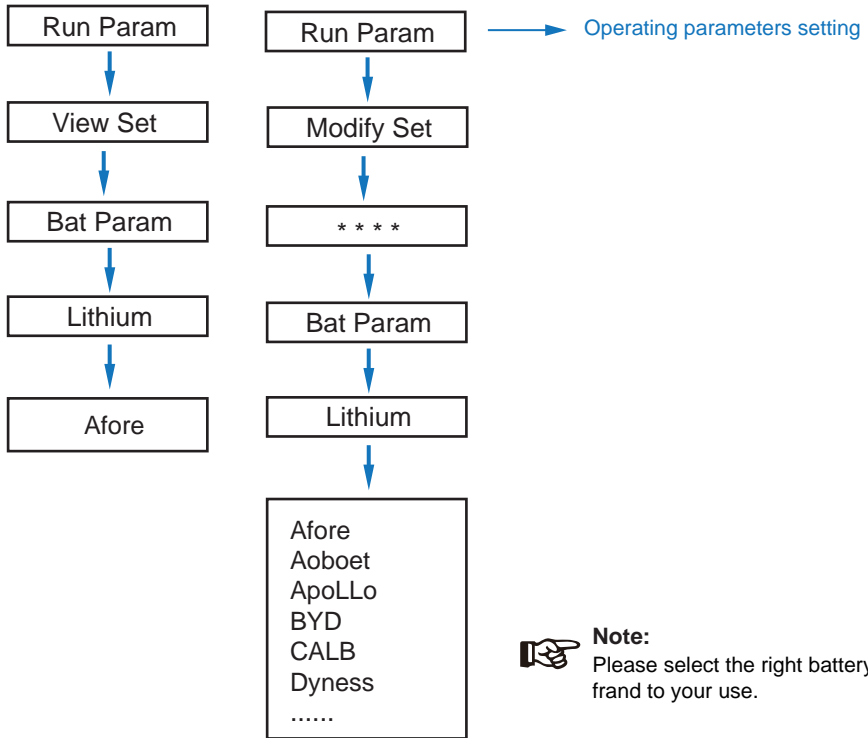 Run Param
View Set
Bat Param
Lithium
Afore
Run Param
Operating parameters setting
Modify Set
* * * *
Bat Param
Lithium
Afore
Aoboet
ApoLLo
BYD
CALB
Dyness
......
Note:
Please select the right battery
frand to your use.